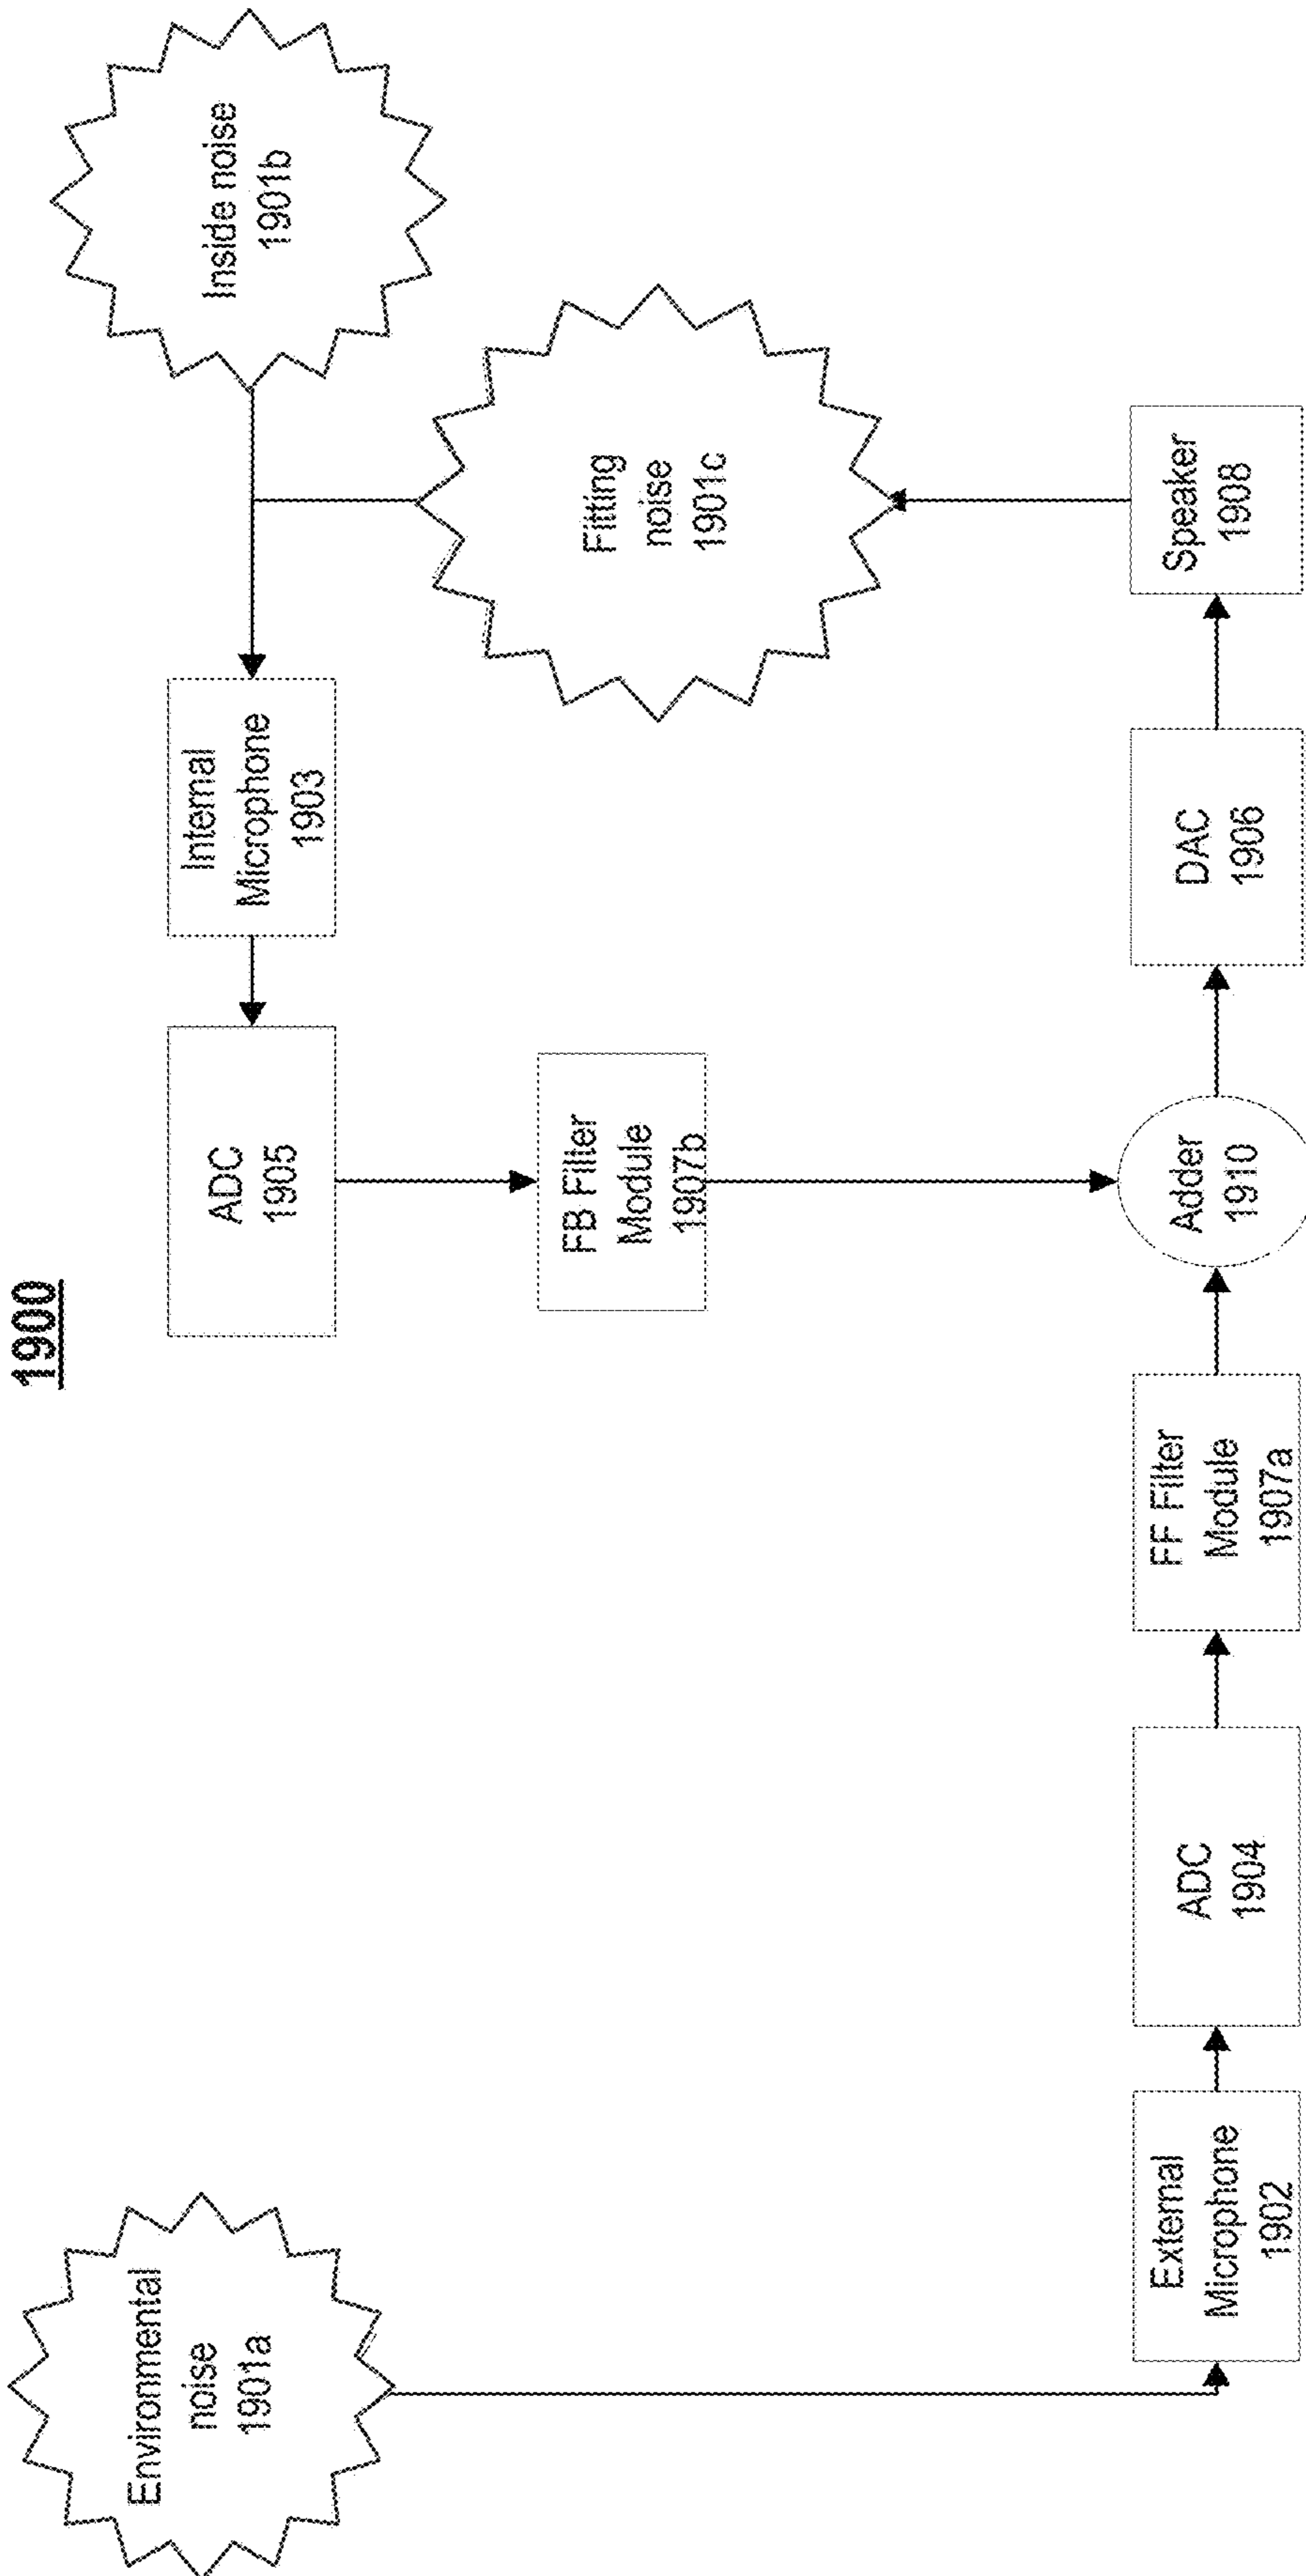 1900
Environmental
noise
1901a
External
Microphone
1902
ADC
1904
FF Filter
Module
1907a
Adder
1910
DAC
1906
Speaker
1908
Fitting
noise
1901c
Inside noise
1901b
Internal
Microphone
1903
ADC
1905
FB Filter
Module
1907b